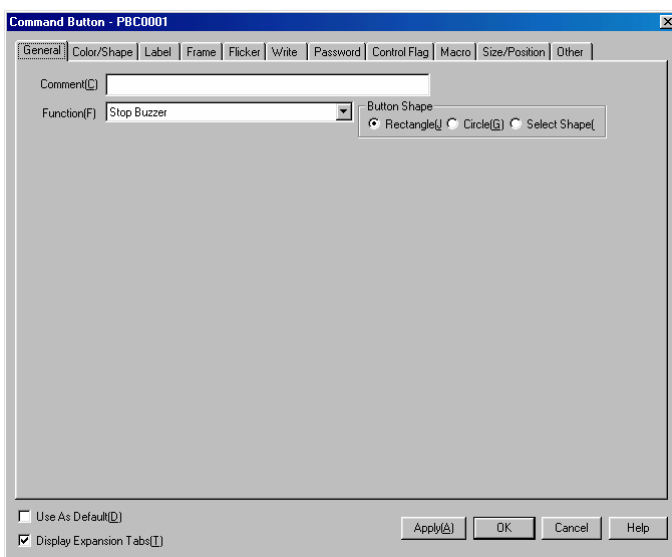 Command Button - PBC0001
General Color/Shape Label Frame Flicker Write Password Control Flag Macro Size/Position Other
Comment(C)
Function(F) Stop Buzzer
Button Shape
Rectangle(J Circle(G) Select Shape(
Use As Default(D)
Display Expansion Tabs(T)
Apply(A) OK Cancel Help